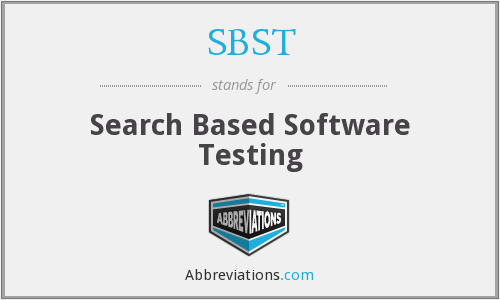 SBST
stands for
Search Based Software
Testing
ABBREVIATIONS
Abbreviations.com